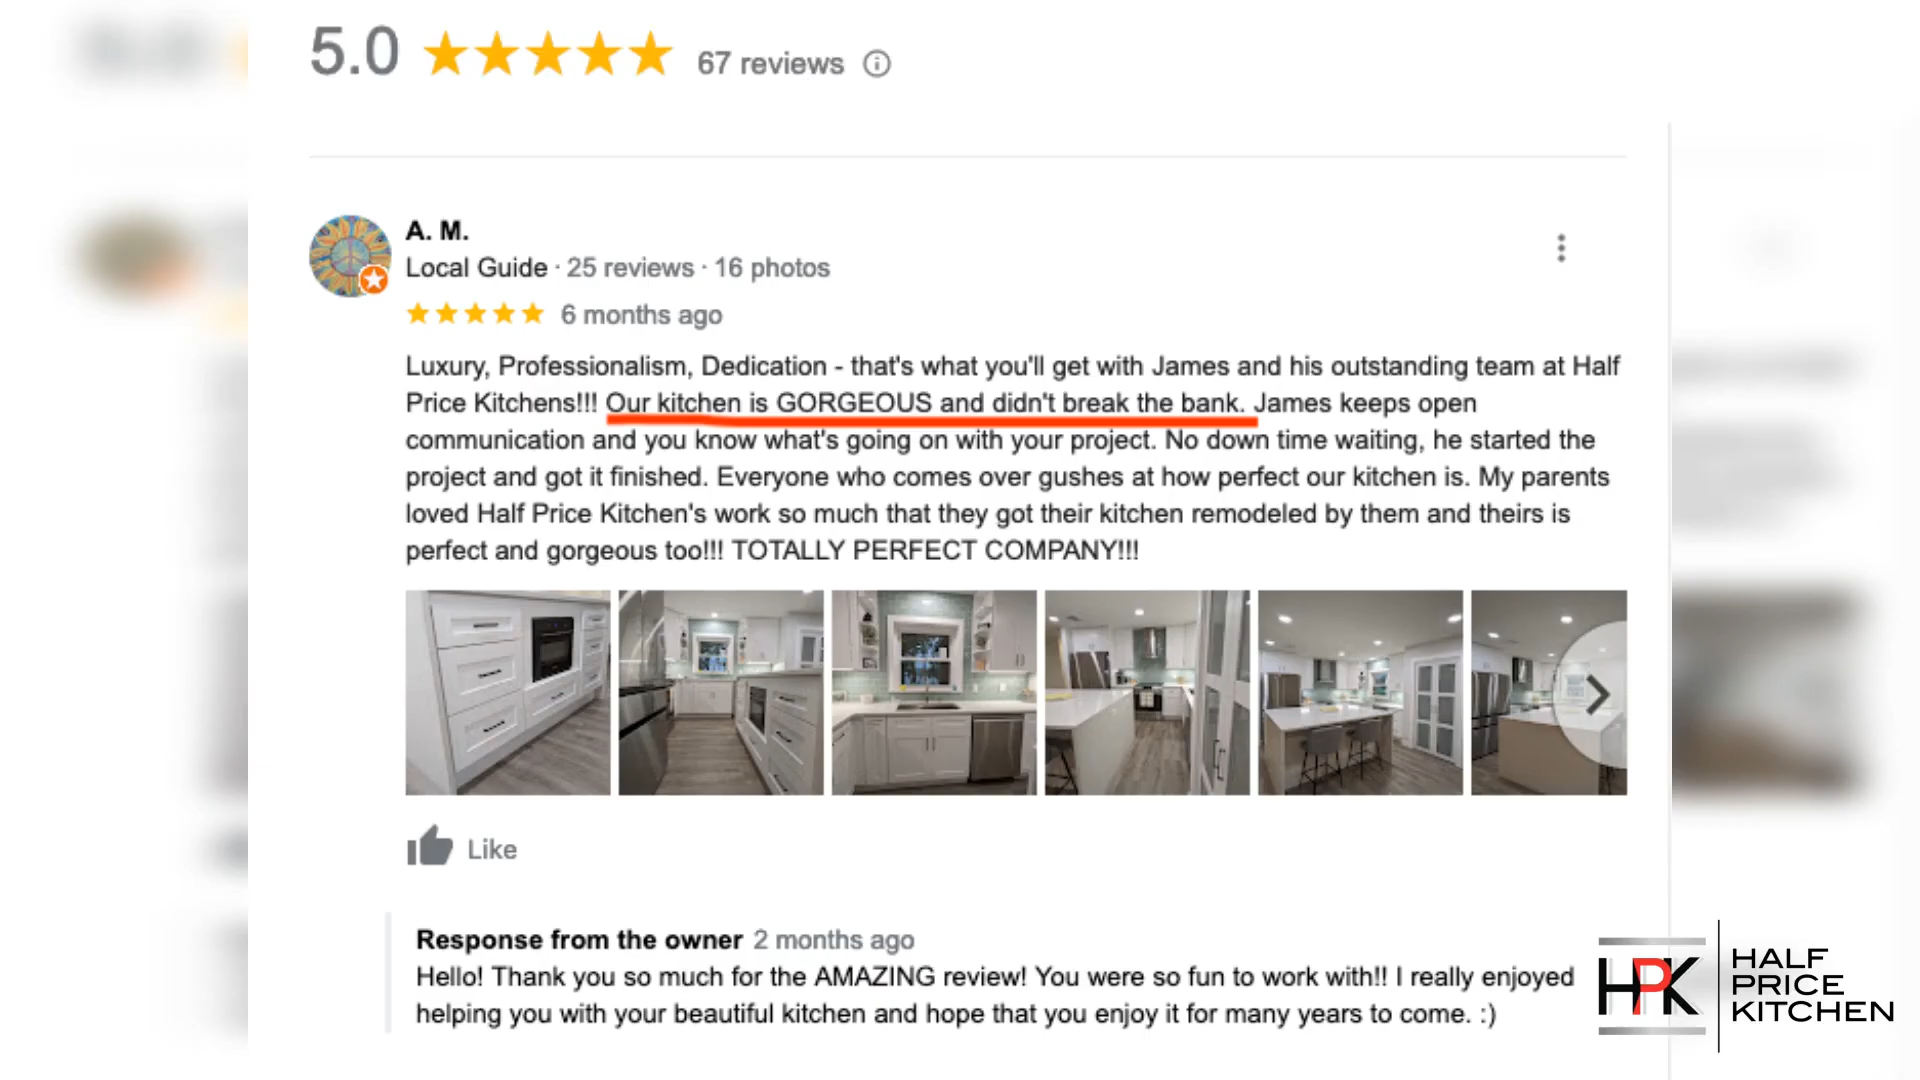 5.0 67 reviews
A. M.
Local Guide · 25 reviews · 16 photos
6 months ago
Luxury, Professionalism, Dedication - that's what you'll get with James and his outstanding team at Half
Price Kitchens!!! Our kitchen is GORGEOUS and didn't break the bank. James keeps open
communication and you know what's going on with your project. No down time waiting, he started the
project and got it finished. Everyone who comes over gushes at how perfect our kitchen is. My parents
loved Half Price Kitchen's work so much that they got their kitchen remodeled by them and theirs is
perfect and gorgeous too!!! TOTALLY PERFECT COMPANY!!!
Like
Response from the owner 2 months ago
Hello! Thank you so much for the AMAZING review! You were so fun to work with!! I really enjoyed
helping you with your beautiful kitchen and hope that you enjoy it for many years to come. :)
HPK
HALF
PRICE
KITCHEN